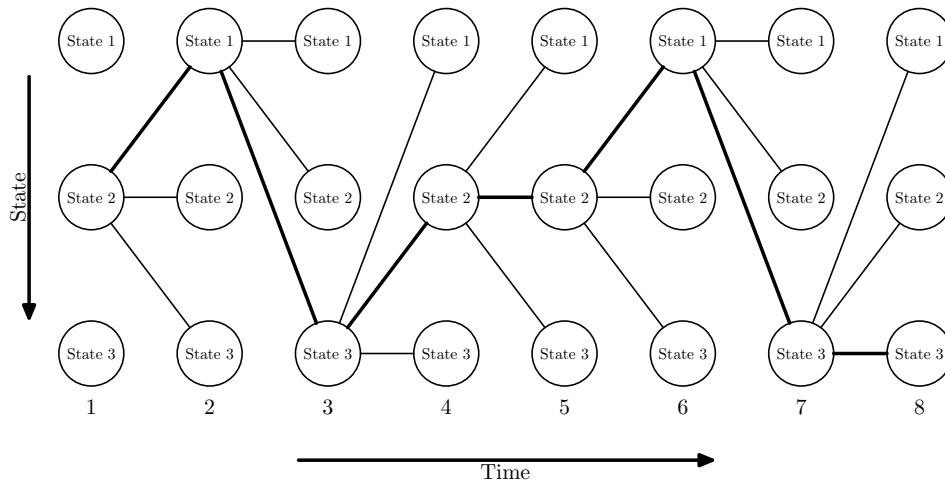 State 1 State 1 State 1 State 1 State 1 State 1 State 1 State 1
State
State 2 State 2 State 2 State 2 State 2 State 2 State 2 State 2
State 3 State 3 State 3 State 3 State 3 State 3 State 3 State 3
1 2 3 4 5 6 7 8
Time